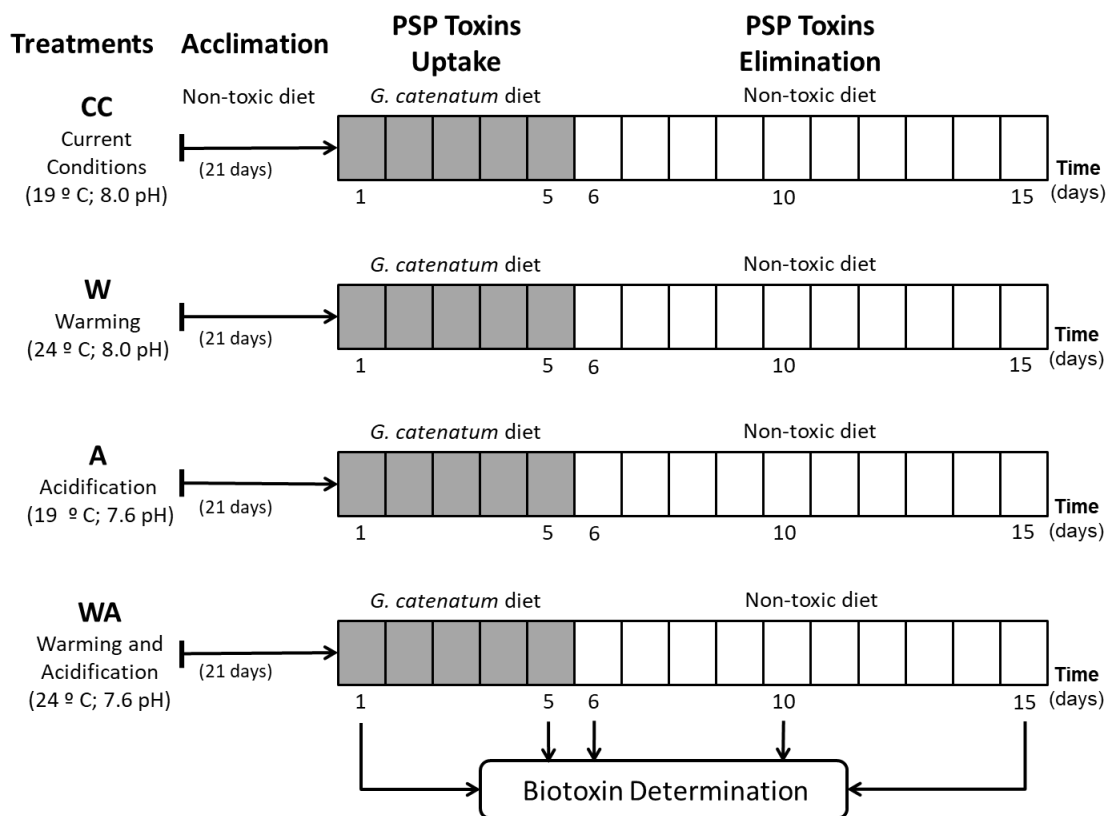 Treatments
Acclimation
PSP Toxins
Uptake
PSP Toxins
Elimination
CC
Current
Conditions
(19 º C; 8.0 pH)
Non-toxic diet
(21 days)
G. catenatum diet
Non-toxic diet
1 5 6 10 15
Time
(days)
W
Warming
(24 º C; 8.0 pH)
(21 days)
G. catenatum diet
Non-toxic diet
1 5 6 10 15
Time
(days)
A
Acidification
(19 º C; 7.6 pH)
(21 days)
G. catenatum diet
Non-toxic diet
1 5 6 10 15
Time
(days)
WA
Warming and
Acidification
(24 º C; 7.6 pH)
(21 days)
G. catenatum diet
Non-toxic diet
1 5 6 10 15
Time
(days)
Biotoxin Determination